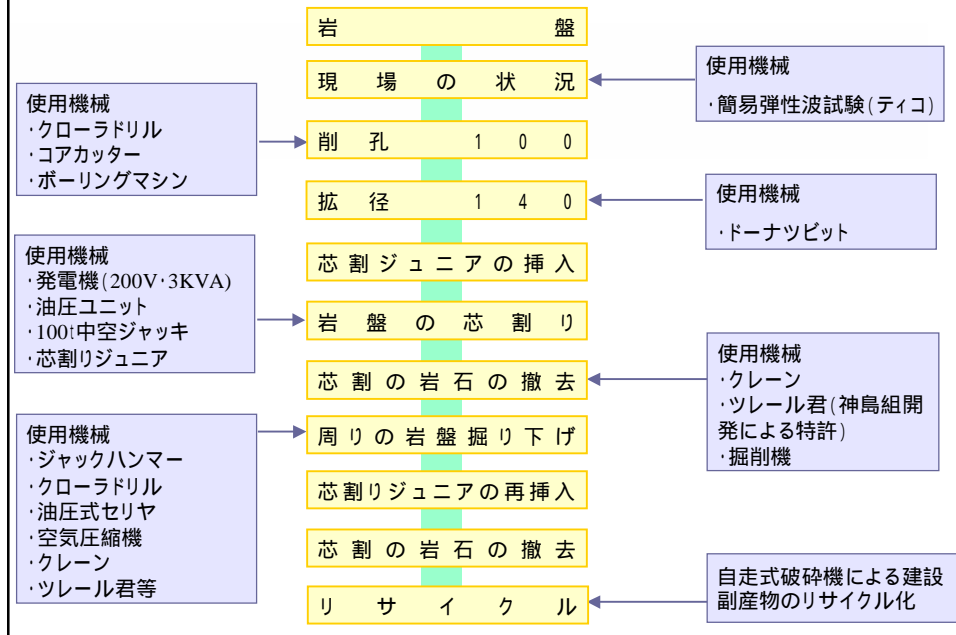 岩盤
現場の状況
使用機械
・簡易弾性波試験(ティコ)
使用機械
・クローラドリル
・コアカッター
・ボーリングマシン
削孔 100
拡径 140
使用機械
・ドーナツビット
芯割ジュニアの挿入
使用機械
・発電機(200V・3KVA)
・油圧ユニット
・100t中空ジャッキ
・芯割りジュニア
岩盤の芯割り
芯割の岩石の撤去
使用機械
・クレーン
・ツレール君(神島組開
発による特許)
・掘削機
使用機械
・ジャックハンマー
・クローラドリル
・油圧式セリヤ
・空気圧縮機
・クレーン
・ツレール君等
周りの岩盤掘り下げ
芯割りジュニアの再挿入
芯割の岩石の撤去
リサイクル
自走式破砕機による建設
副産物のリサイクル化